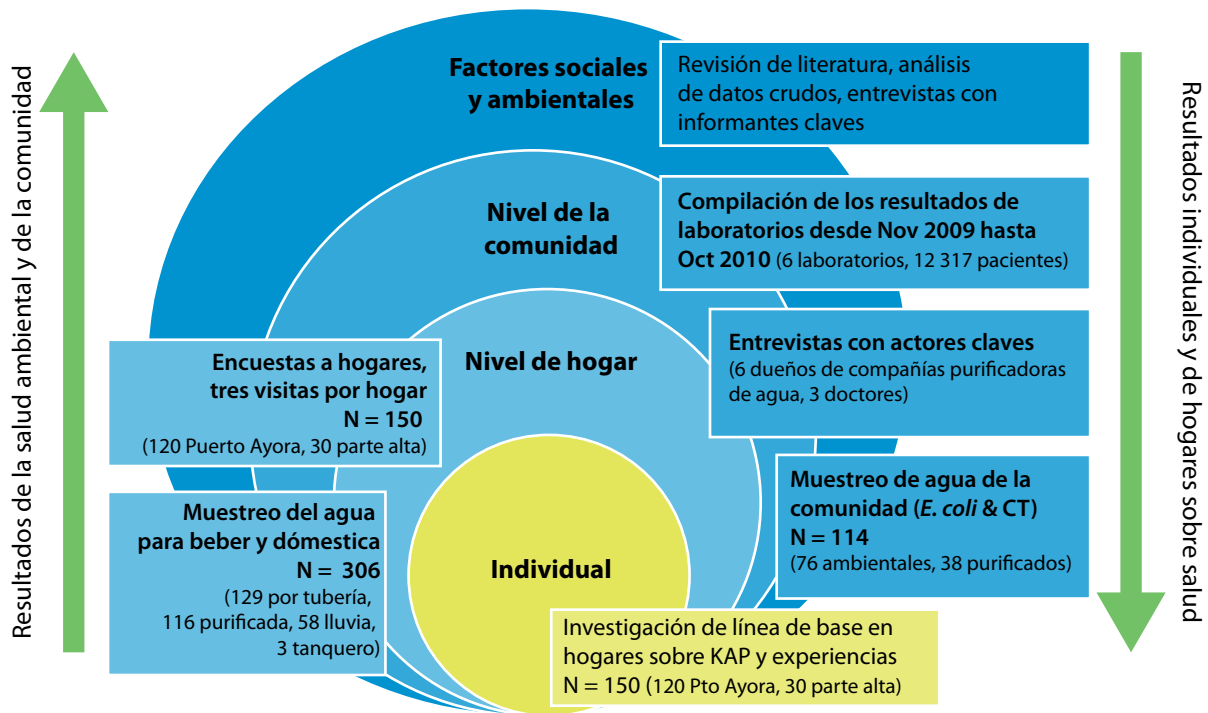 Resultados de la salud ambiental y de la comunidad
Factores sociales
y ambientales
Revisión de literatura, análisis
de datos crudos, entrevistas con
informantes claves
Nivel de la
comunidad
Compilación de los resultados de
laboratorios desde Nov 2009 hasta
Oct 2010 (6 laboratorios, 12 317 pacientes)
Nivel de hogar
Entrevistas con actores claves
(6 dueños de compañías purificadoras
de agua, 3 doctores)
Encuestas a hogares,
tres visitas por hogar
N = 150
(120 Puerto Ayora, 30 parte alta)
Muestreo de agua de la
comunidad (E. coli & CT)
N = 114
(76 ambientales, 38 purificados)
Muestreo del agua
para beber y dómestica
N = 306
(129 por tubería,
116 purificada, 58 lluvia,
3 tanquero)
Individual
Investigación de línea de base en
hogares sobre KAP y experiencias
N = 150 (120 Pto Ayora, 30 parte alta)
Resultados individuales y de hogares sobre salud